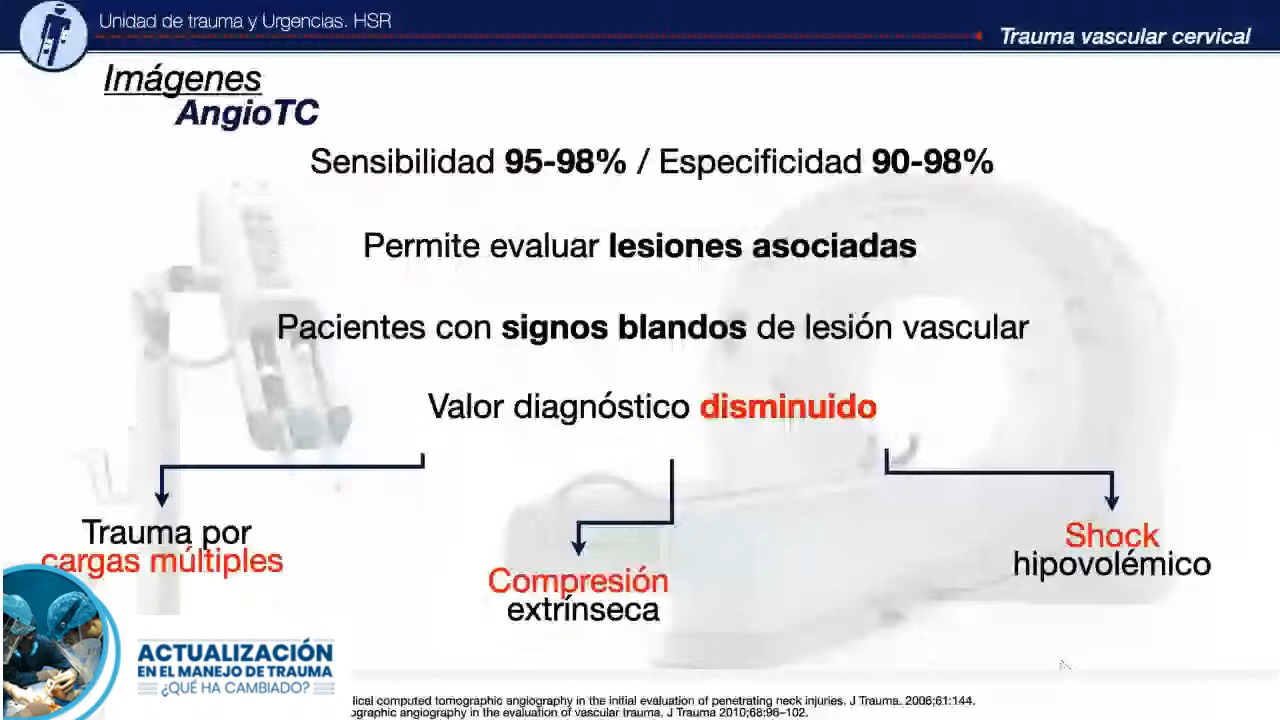 Unidad de trauma y Urgencias. HSR
Trauma vascular cervical
Imágenes
AngioTC
Sensibilidad 95-98% / Especificidad 90-98%
Permite evaluar lesiones asociadas
Pacientes con signos blandos de lesión vascular
Valor diagnóstico disminuido
Trauma por
cargas múltiples
Compresión
extrínseca
Shock
hipovolémico
ACTUALIZACIÓN
EN EL MANEJO DE TRAUMA
¿QUÉ HA CAMBIADO?
computed tomographic angiography in the initial evaluation of penetrating neck injuries. J Trauma. 2006;61:144.
angiography in the evaluation of vascular trauma. J Trauma 2010;68:96–102.